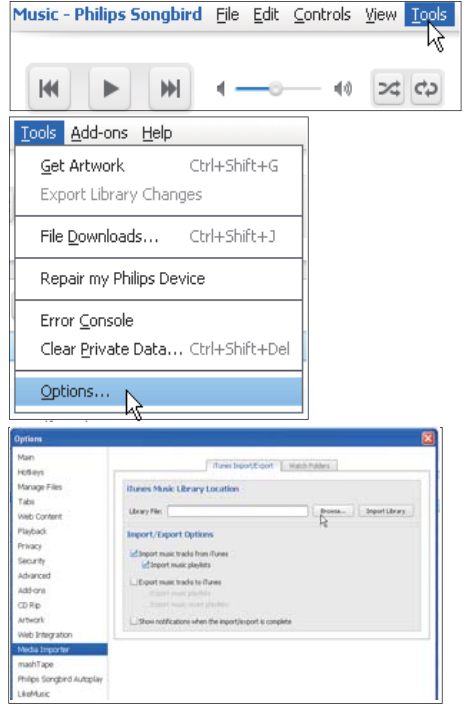 Music - Philips Songbird File Edit Controls View Tools
Tools Add-ons Help
Get Artwork Ctrl+Shift+G
Export Library Changes
File Downloads... Ctrl+Shift+J
Repair my Philips Device
Error Console
Clear Private Data... Ctrl+Shift+Del
Options...
Options
Main
Hotkeys
Manage Files
Tabs
Web Content
Playback
Privacy
Security
Advanced
Add-ons
CD Rip
Artwork
Web Integration
Media Importer
mashTape
Philips Songbird Autoplay
LikeMusic
iTunes Import/Export Watch Folders
iTunes Music Library Location
Library File: Browse... Import Library
Import/Export Options
Import music tracks from iTunes
Import music playlists
Export music tracks to iTunes
Export music playlists
Export music smart playlists
Show notifications when the import/export is complete